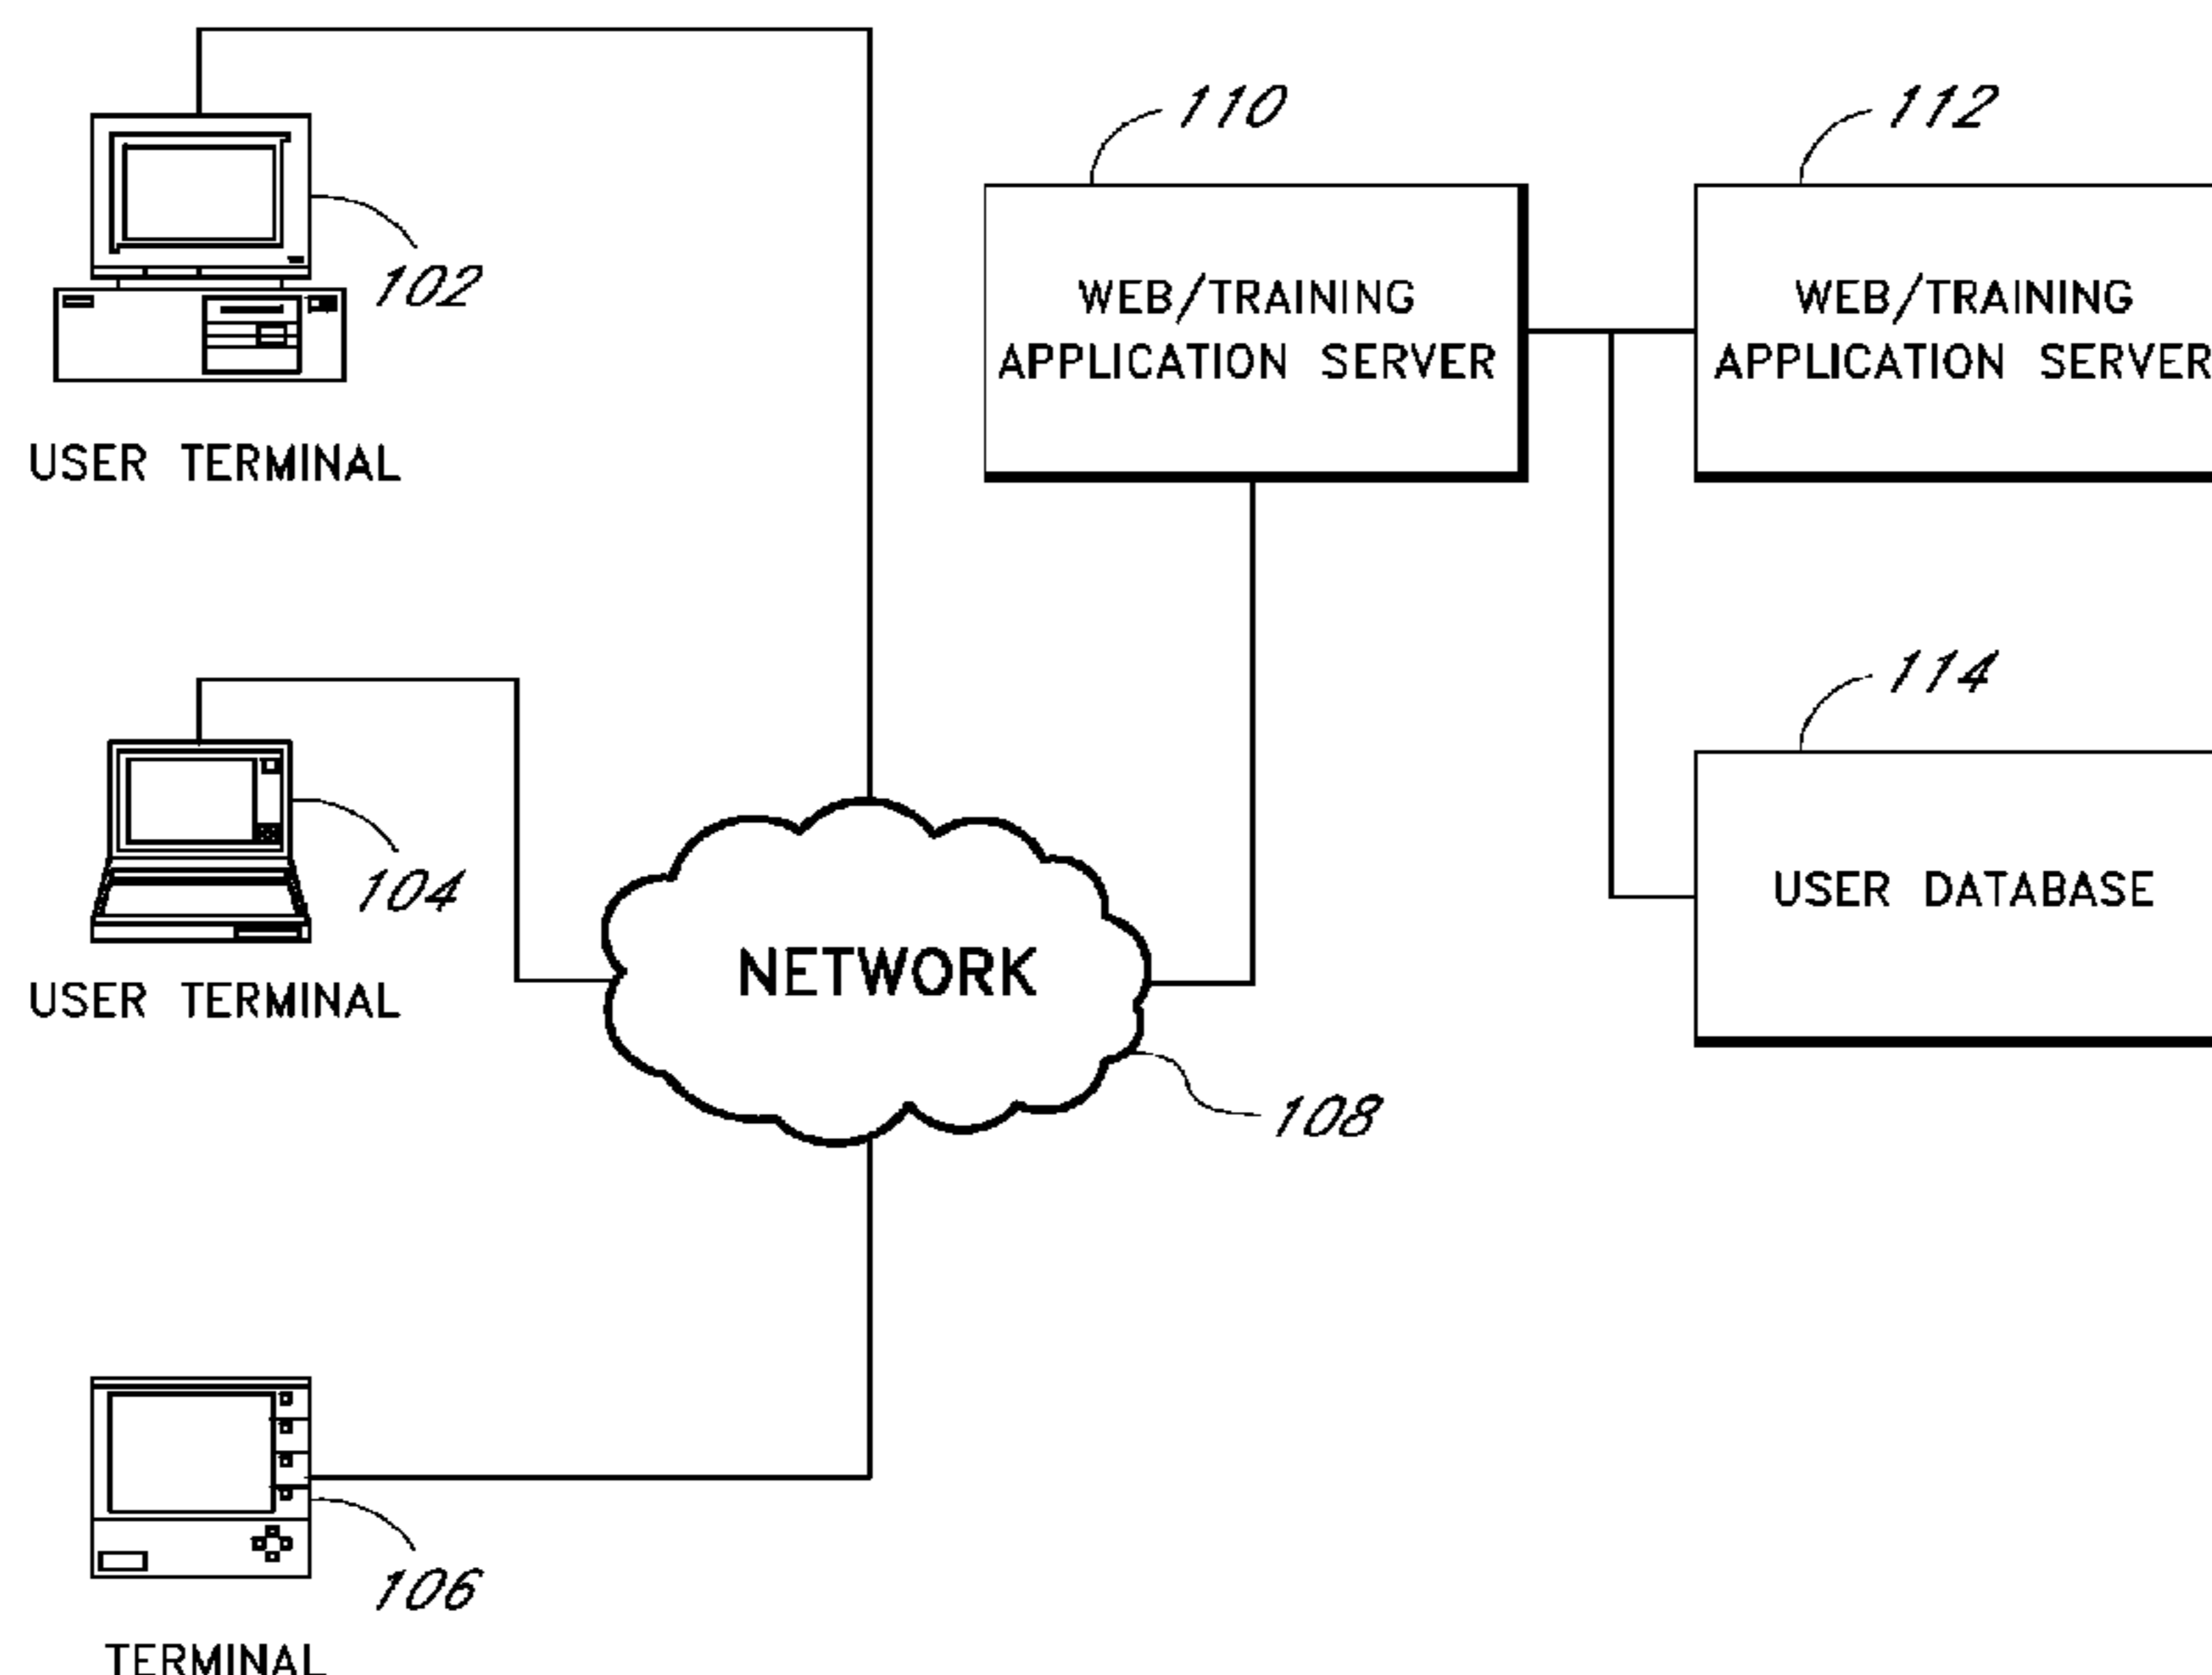 110
112
102
WEB/TRAINING
APPLICATION SERVER
WEB/TRAINING
APPLICATION SERVER
USER TERMINAL
114
104
USER DATABASE
NETWORK
USER TERMINAL
108
106
TERMINAL